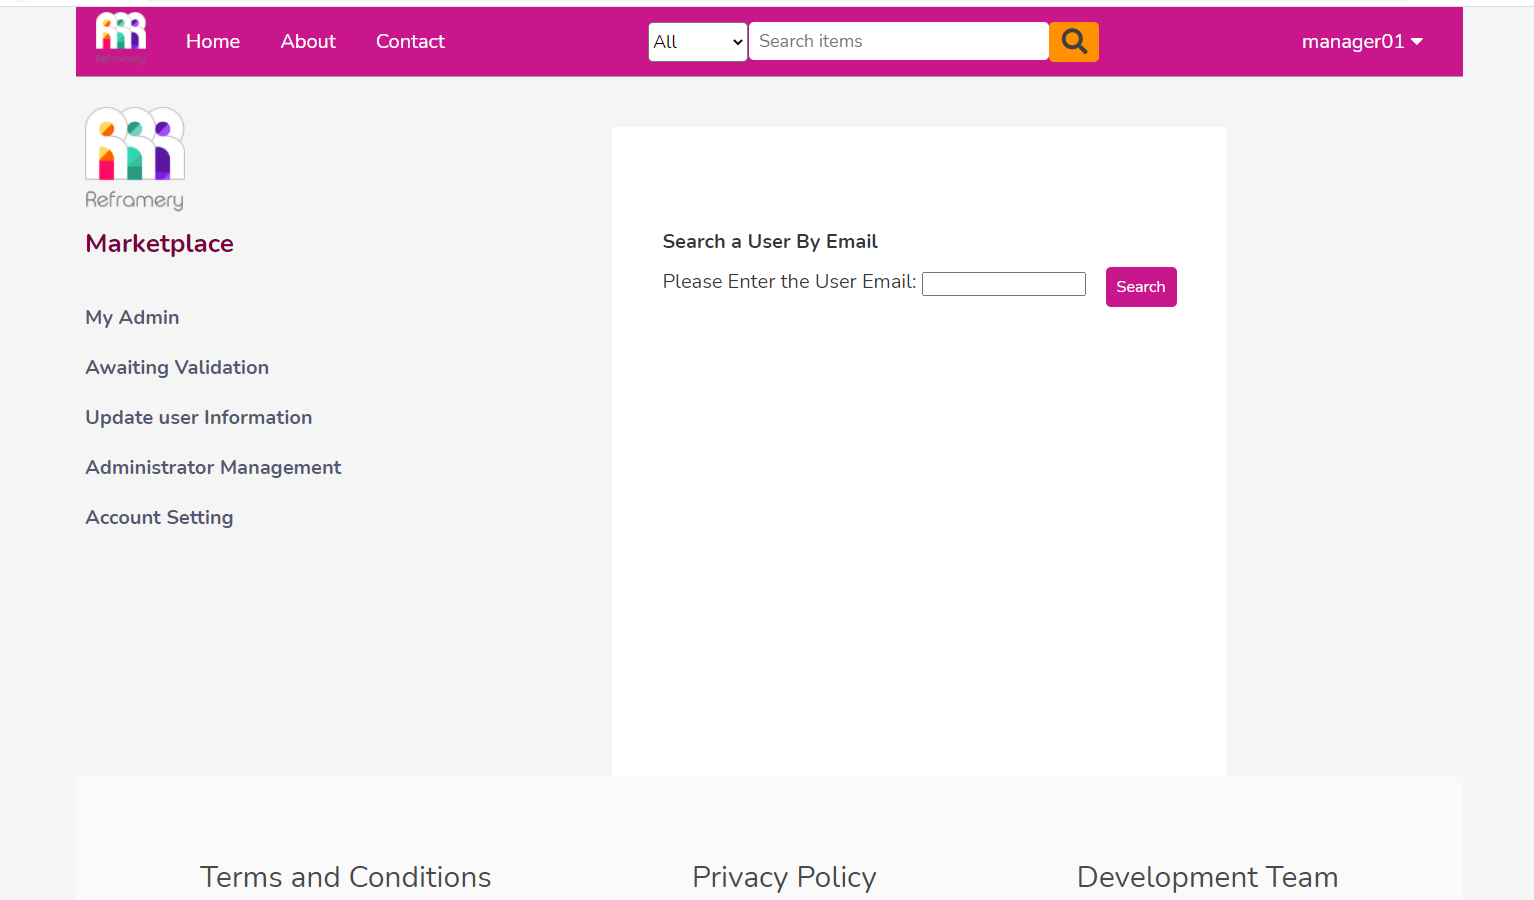 Reframery
Home About Contact All Search items manager01
Reframery
Marketplace
My Admin
Awaiting Validation
Update user Information
Administrator Management
Account Setting
Search a User By Email
Please Enter the User Email: Search
Terms and Conditions Privacy Policy Development Team